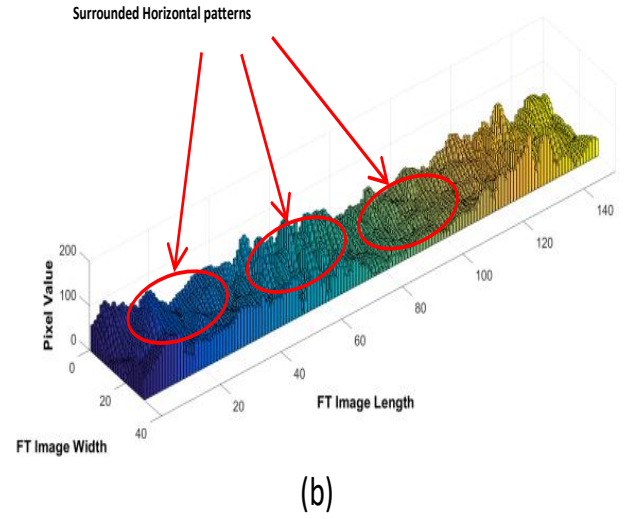 Surrounded Horizontal patterns
200
100
0
Pixel Value
0
20
40
FT Image Width
20
40
60
80
100
120
140
FT Image Length
(b)